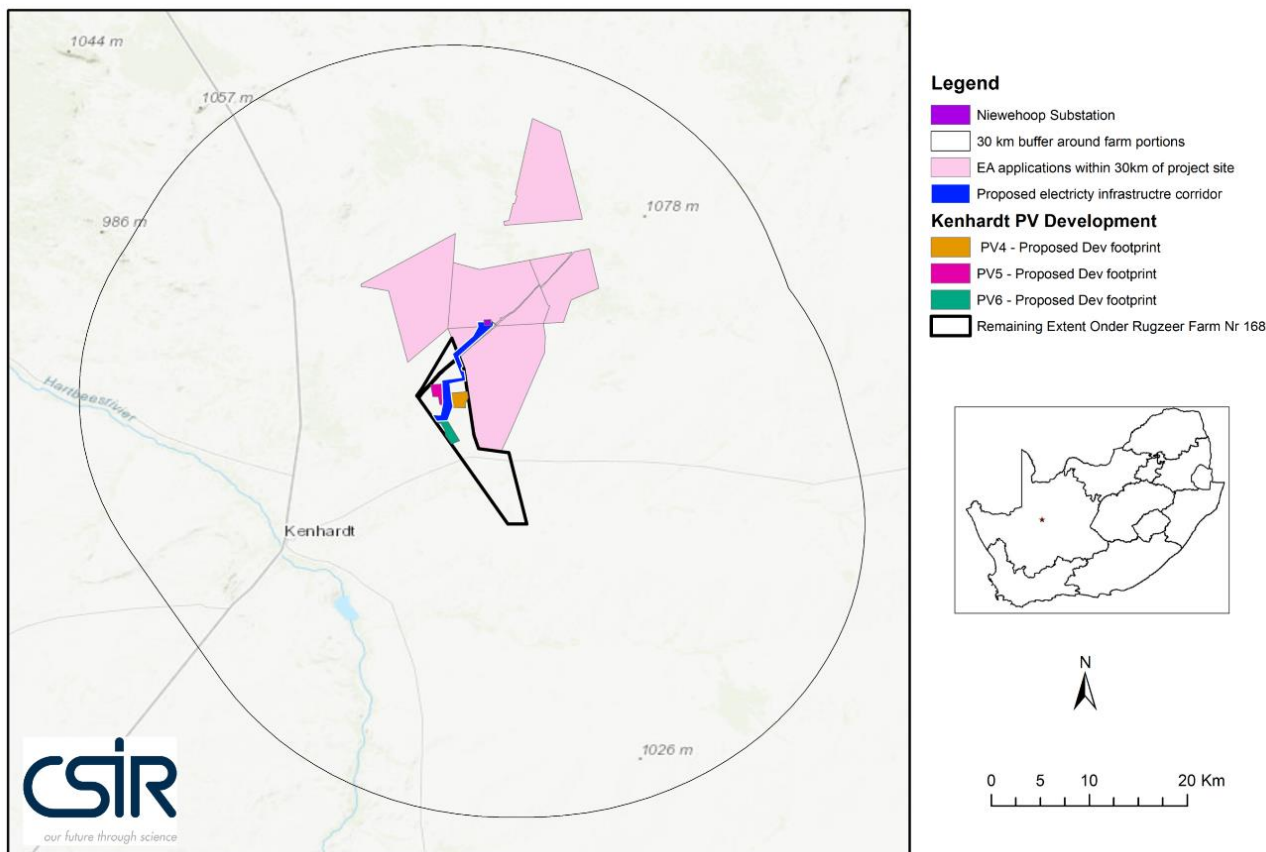 1044 m
1057 m
1078 m
986 m
Hartbeesrivier
Kenhardt
1026 m
CSIR
our future through science
Legend
Niewehoop Substation
30 km buffer around farm portions
EA applications within 30km of project site
Proposed electricty infrastructre corridor
Kenhardt PV Development
PV4 - Proposed Dev footprint
PV5 - Proposed Dev footprint
PV6 - Proposed Dev footprint
Remaining Extent Onder Rugzeer Farm Nr 168
N
0 5 10 20 Km